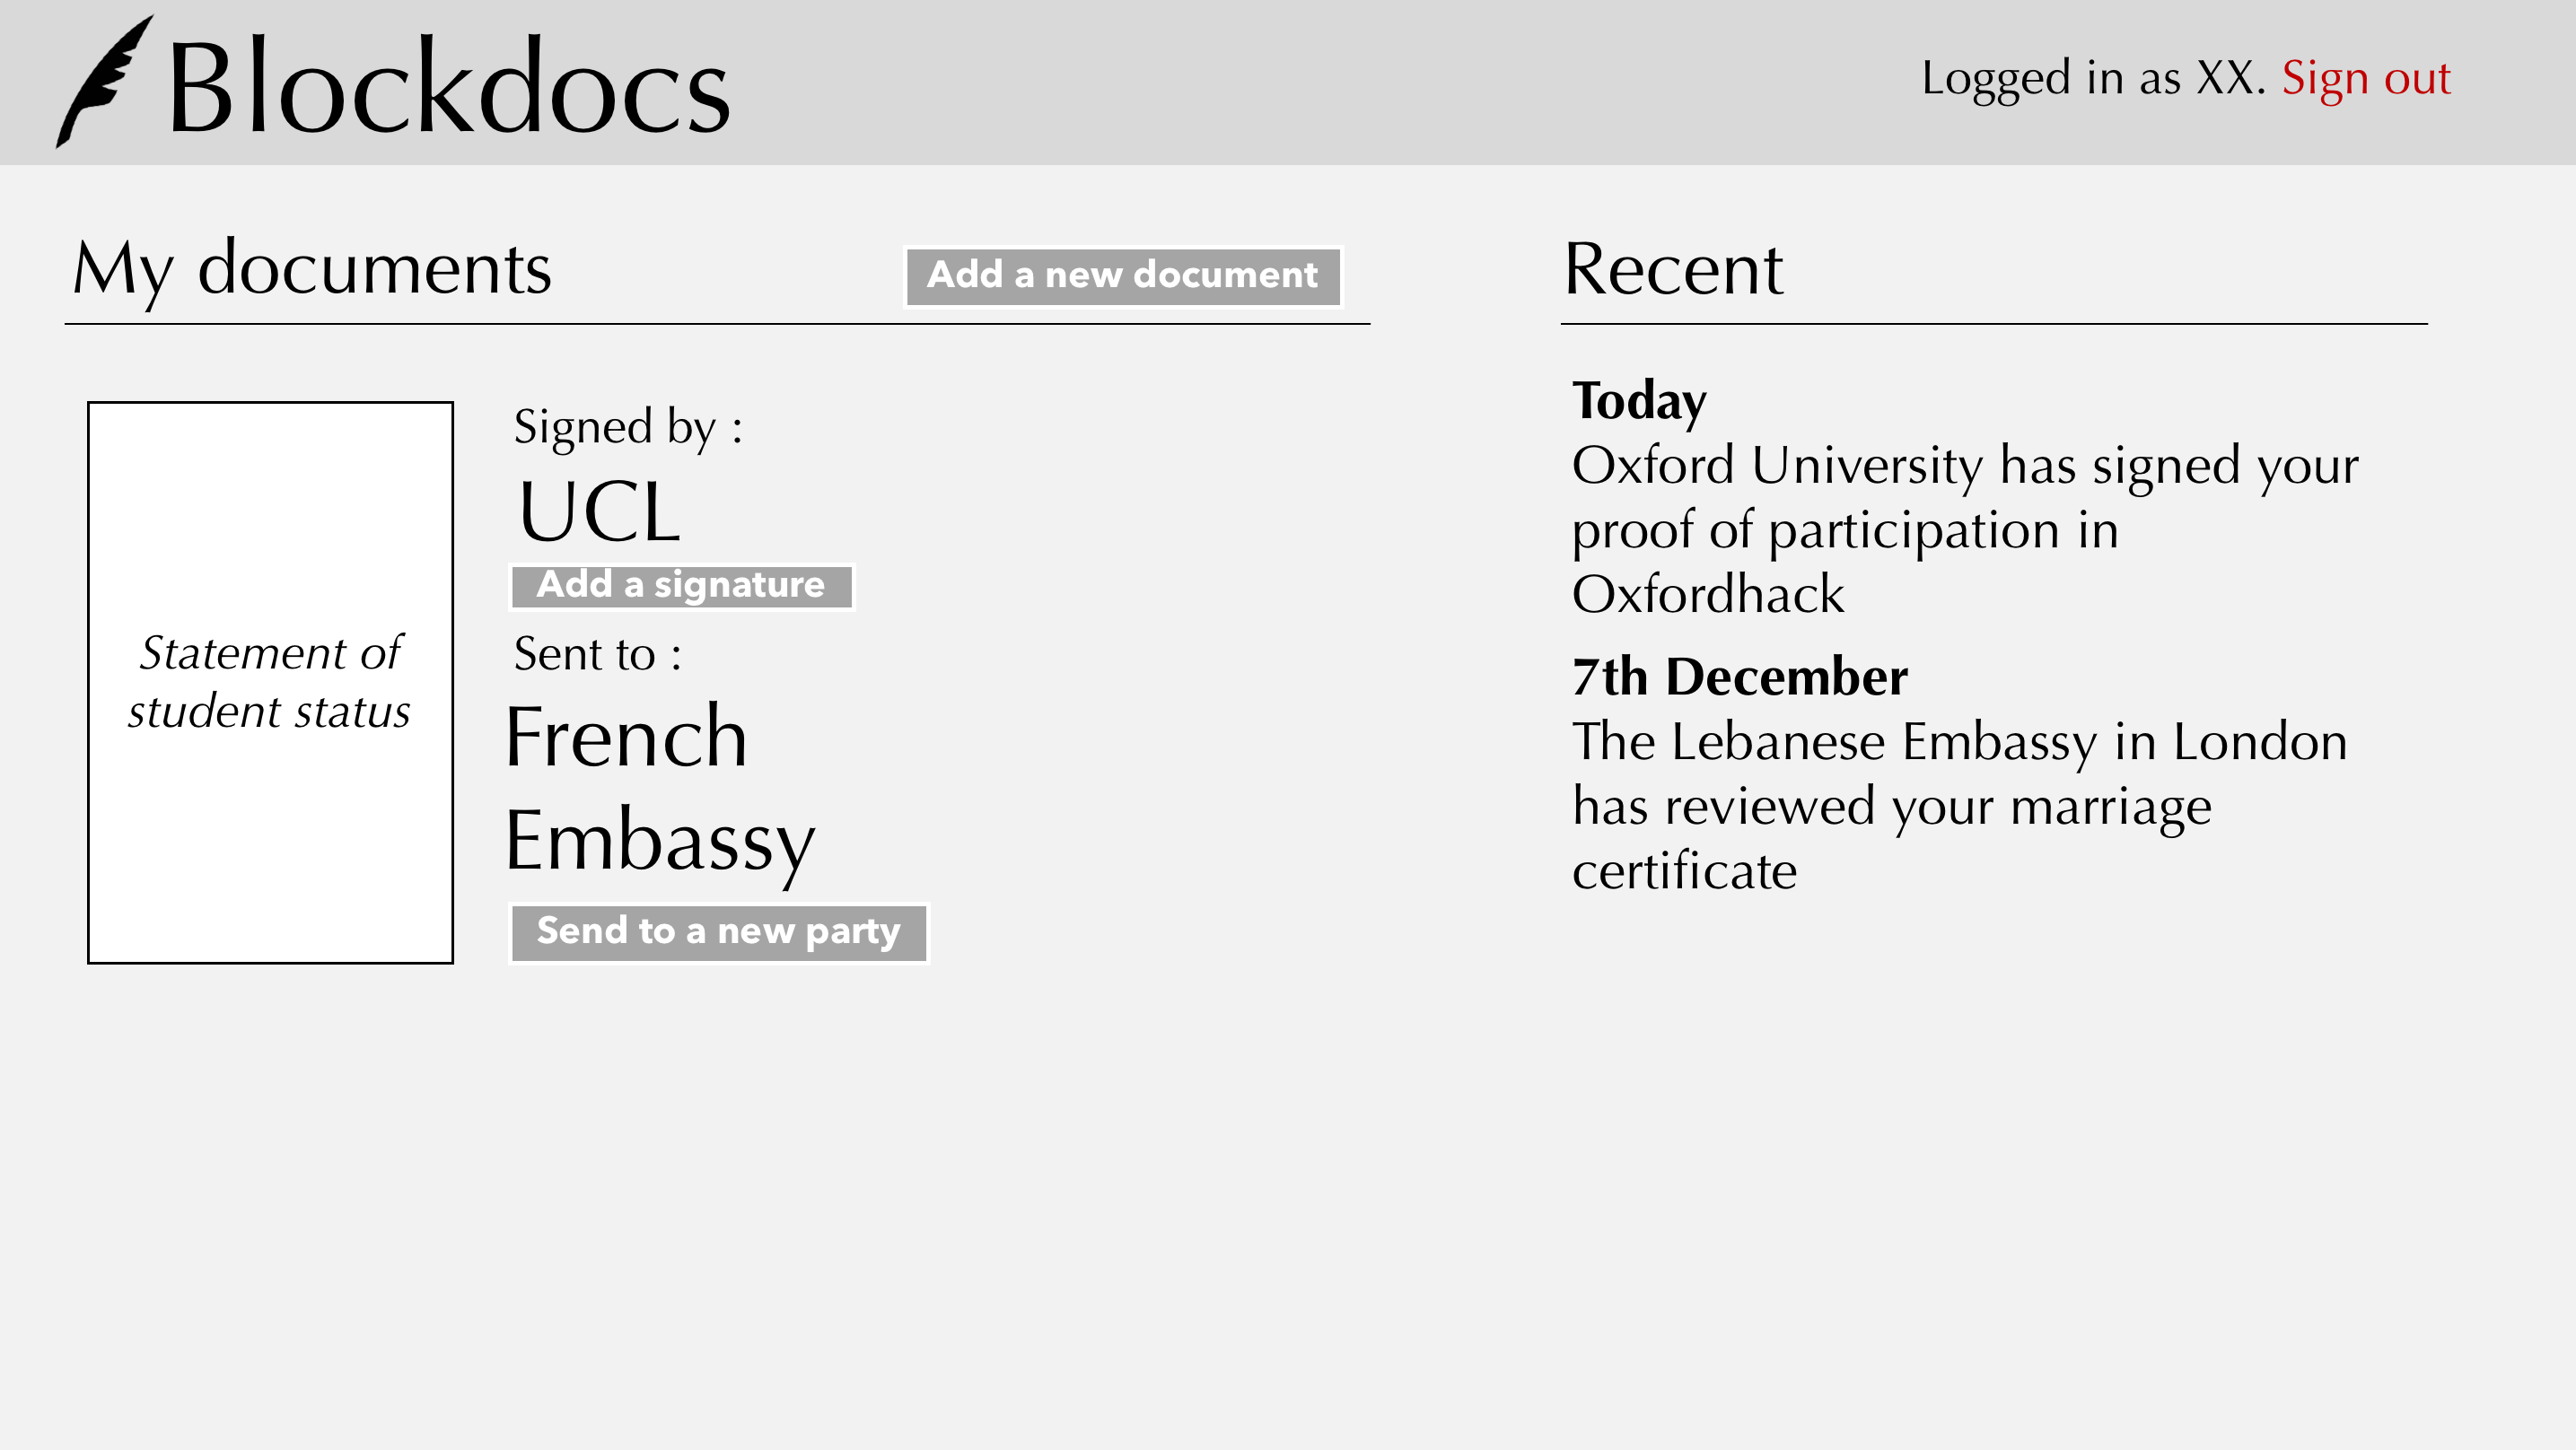 Blockdocs
Logged in as XX. Sign out
My documents
Add a new document
Statement of
student status
Signed by :
UCL
Add a signature
Sent to :
French
Embassy
Send to a new party
Recent
Today
Oxford University has signed your
proof of participation in
Oxfordhack
7th December
The Lebanese Embassy in London
has reviewed your marriage
certificate